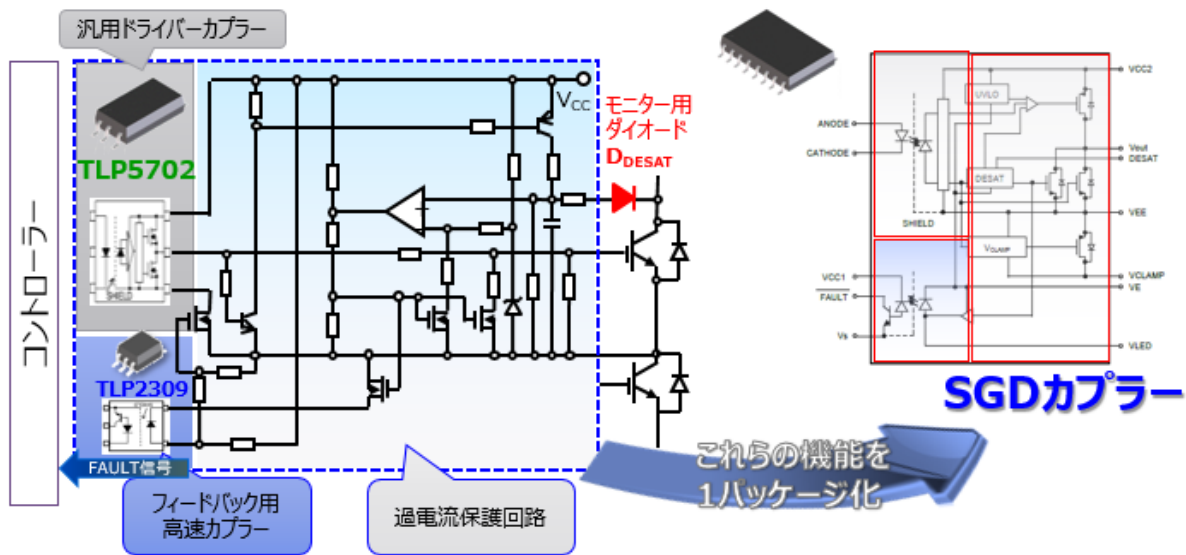 汎用ドライバーカプラー
コントローラー
TLP5702
SHIELD
TLP2309
FAULT信号
フィードバック用
高速カプラー
過電流保護回路
VCC
モニター用
ダイオード
DDESAT
これらの機能を
1パッケージ化
ANODE
CATHODE
UVLO
DESAT
SHIELD
VCLAMP
VCC1
FAULT
Vs
VCC2
Vout
DESAT
VEE
VCLAMP
VE
VLED
SGDカプラー